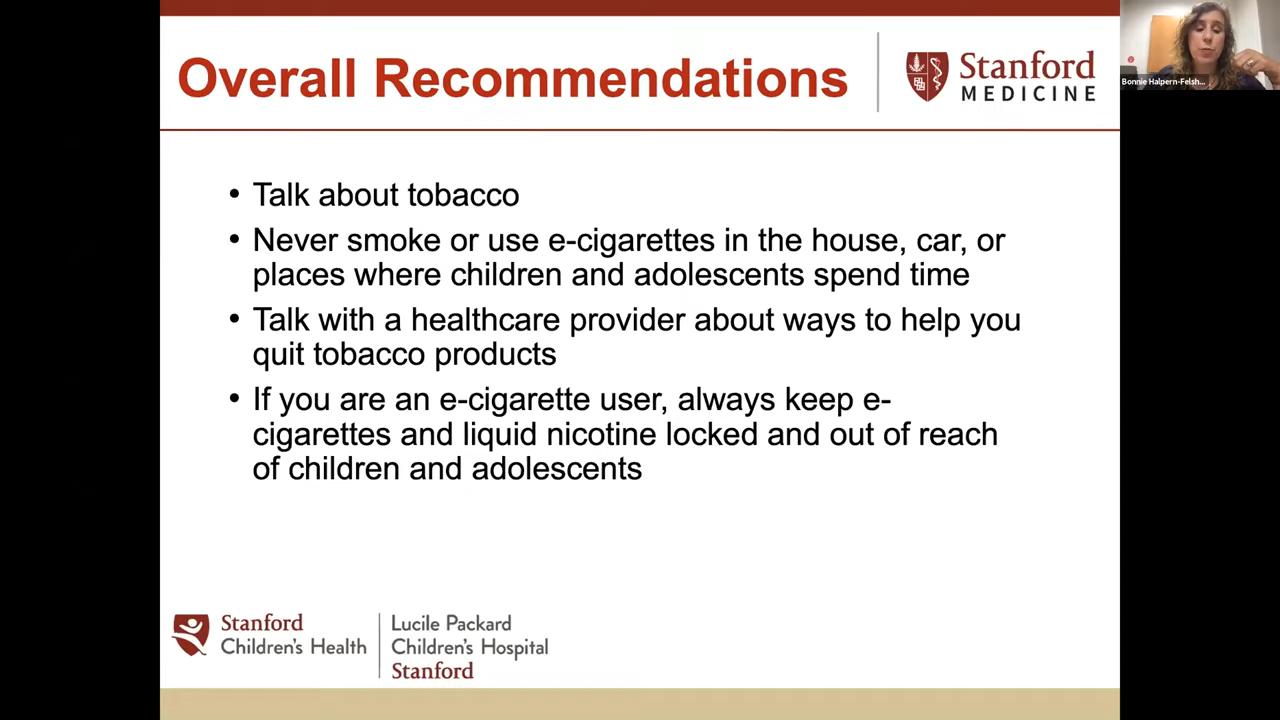 Overall Recommendations
Stanford
MEDICINE
Bonnie Halpern-Felsh...
• Talk about tobacco
• Never smoke or use e-cigarettes in the house, car, or
places where children and adolescents spend time
• Talk with a healthcare provider about ways to help you
quit tobacco products
• If you are an e-cigarette user, always keep e-
cigarettes and liquid nicotine locked and out of reach
of children and adolescents
Stanford
Children's Health
Lucile Packard
Children's Hospital
Stanford